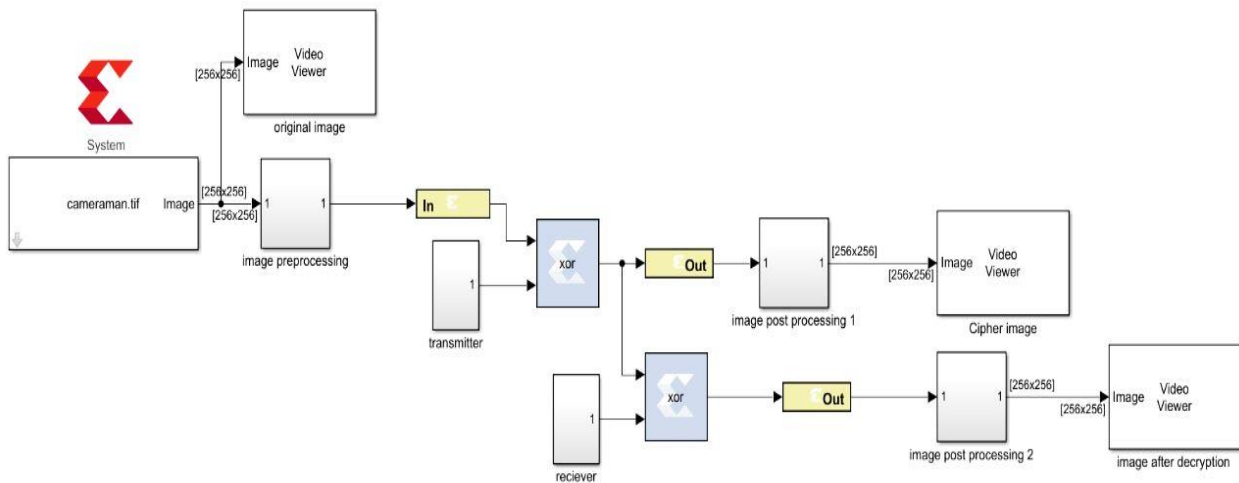 Image
Video
Viewer
[256x256]
original image
System
cameraman.tif
Image
[256x256]
[256x256]
1
1
image preprocessing
In
1
transmitter
xor
Out
1
1
image post processing 1
[256x256]
[256x256]
Image
Video
Viewer
Cipher image
1
reciever
xor
Out
1
1
image post processing 2
[256x256]
[256x256]
Image
Video
Viewer
image after decryption